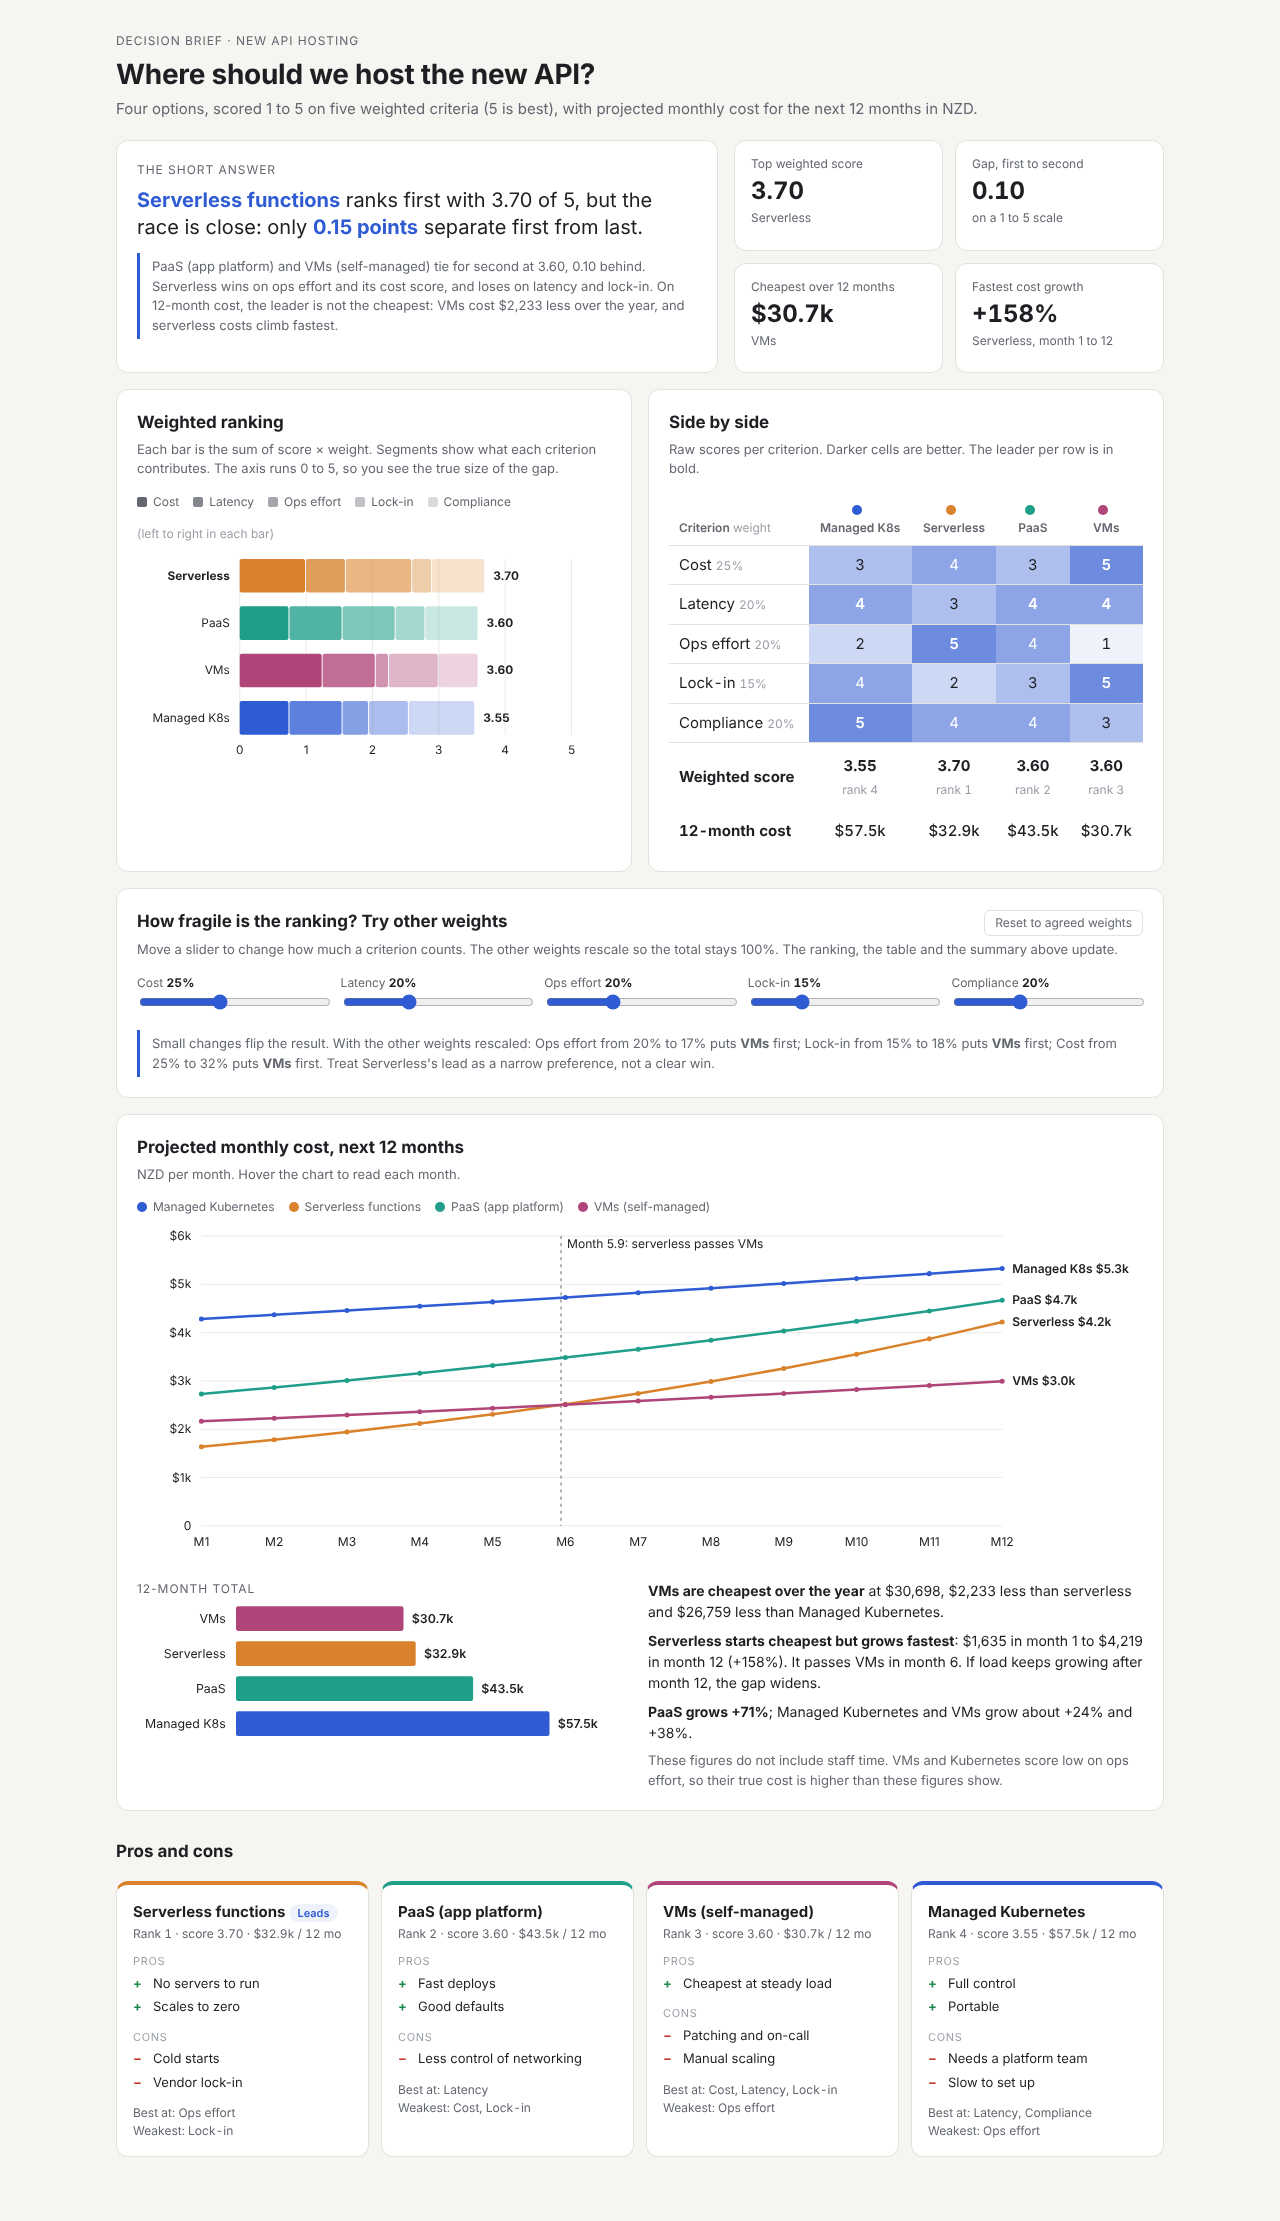 DECISION BRIEF · NEW API HOSTING
Where should we host the new API?
Four options, scored 1 to 5 on five weighted criteria (5 is best), with projected monthly cost for the next 12 months in NZD.
THE SHORT ANSWER
Serverless functions ranks first with 3.70 of 5, but the
race is close: only 0.15 points separate first from last.
PaaS (app platform) and VMs (self-managed) tie for second at 3.60, 0.10 behind.
Serverless wins on ops effort and its cost score, and loses on latency and lock-in. On
12-month cost, the leader is not the cheapest: VMs cost $2,233 less over the year, and
serverless costs climb fastest.
Top weighted score
3.70
Serverless
Gap, first to second
0.10
on a 1 to 5 scale
Cheapest over 12 months
$30.7k
VMs
Fastest cost growth
+158%
Serverless, month 1 to 12
Weighted ranking
Each bar is the sum of score × weight. Segments show what each criterion
contributes. The axis runs 0 to 5, so you see the true size of the gap.
Cost Latency Ops effort Lock-in Compliance
(left to right in each bar)
Serverless 3.70
PaaS 3.60
VMs 3.60
Managed K8s 3.55
0 1 2 3 4 5
Side by side
Raw scores per criterion. Darker cells are better. The leader per row is in
bold.
Criterion weight Managed K8s Serverless PaaS VMs
Cost 25% 3 4 3 5
Latency 20% 4 3 4 4
Ops effort 20% 2 5 4 1
Lock-in 15% 4 2 3 5
Compliance 20% 5 4 4 3
Weighted score 3.55 3.70 3.60 3.60
rank 4 rank 1 rank 2 rank 3
12-month cost $57.5k $32.9k $43.5k $30.7k
How fragile is the ranking? Try other weights
Reset to agreed weights
Move a slider to change how much a criterion counts. The other weights rescale so the total stays 100%. The ranking, the table and the summary above update.
Cost 25% Latency 20% Ops effort 20% Lock-in 15% Compliance 20%
Small changes flip the result. With the other weights rescaled: Ops effort from 20% to 17% puts VMs first; Lock-in from 15% to 18% puts VMs first; Cost from
25% to 32% puts VMs first. Treat Serverless's lead as a narrow preference, not a clear win.
Projected monthly cost, next 12 months
NZD per month. Hover the chart to read each month.
Managed Kubernetes Serverless functions PaaS (app platform) VMs (self-managed)
$6k
Month 5.9: serverless passes VMs
$5k
$4k
$3k
$2k
$1k
0
Managed K8s $5.3k
PaaS $4.7k
Serverless $4.2k
VMs $3.0k
M1 M2 M3 M4 M5 M6 M7 M8 M9 M10 M11 M12
12-MONTH TOTAL
VMs $30.7k
Serverless $32.9k
PaaS $43.5k
Managed K8s $57.5k
VMs are cheapest over the year at $30,698, $2,233 less than serverless
and $26,759 less than Managed Kubernetes.
Serverless starts cheapest but grows fastest: $1,635 in month 1 to $4,219
in month 12 (+158%). It passes VMs in month 6. If load keeps growing after
month 12, the gap widens.
PaaS grows +71%; Managed Kubernetes and VMs grow about +24% and
+38%.
These figures do not include staff time. VMs and Kubernetes score low on ops
effort, so their true cost is higher than these figures show.
Pros and cons
Serverless functions Leads
Rank 1 · score 3.70 · $32.9k / 12 mo
PROS
+ No servers to run
+ Scales to zero
CONS
− Cold starts
− Vendor lock-in
Best at: Ops effort
Weakest: Lock-in
PaaS (app platform)
Rank 2 · score 3.60 · $43.5k / 12 mo
PROS
+ Fast deploys
+ Good defaults
CONS
− Less control of networking
Best at: Latency
Weakest: Cost, Lock-in
VMs (self-managed)
Rank 3 · score 3.60 · $30.7k / 12 mo
PROS
+ Cheapest at steady load
CONS
− Patching and on-call
− Manual scaling
Best at: Cost, Latency, Lock-in
Weakest: Ops effort
Managed Kubernetes
Rank 4 · score 3.55 · $57.5k / 12 mo
PROS
+ Full control
+ Portable
CONS
− Needs a platform team
− Slow to set up
Best at: Latency, Compliance
Weakest: Ops effort